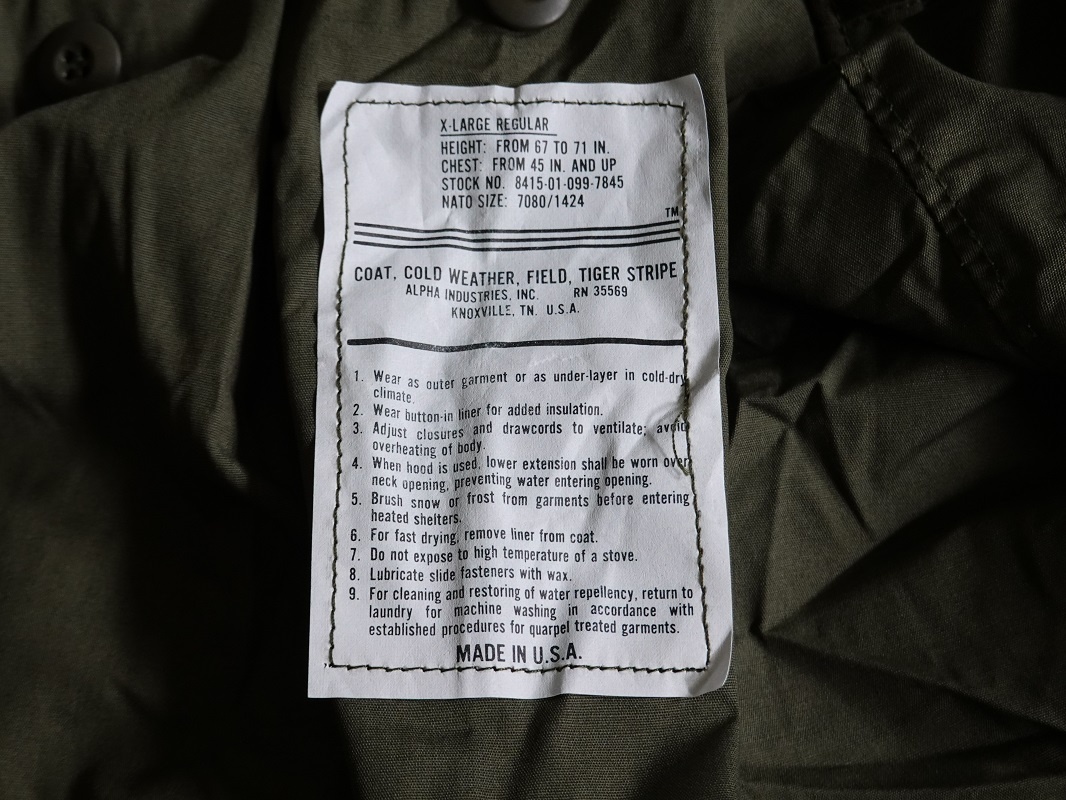 X-LARGE REGULAR
HEIGHT: FROM 67 TO 71 IN.
CHEST: FROM 45 IN. AND UP
STOCK NO. 8415-01-099-7845
NATO SIZE: 7080/1424
TM
COAT, COLD WEATHER, FIELD, TIGER STRIPE
ALPHA INDUSTRIES, INC. RN 35569
KNOXVILLE, TN. U.S.A.
1. Wear as outer garment or as under-layer in cold-dry
climate.
2. Wear button-in liner for added insulation.
3. Adjust closures and drawcords to ventilate; avoid
overheating of body.
4. When hood is used, lower extension shall be worn over
neck opening, preventing water entering opening.
5. Brush snow or frost from garments before entering
heated shelters.
6. For fast drying, remove liner from coat.
7. Do not expose to high temperature of a stove.
8. Lubricate slide fasteners with wax.
9. For cleaning and restoring of water repellency, return to
laundry for machine washing in accordance with
established procedures for quarpel treated garments.
MADE IN U.S.A.